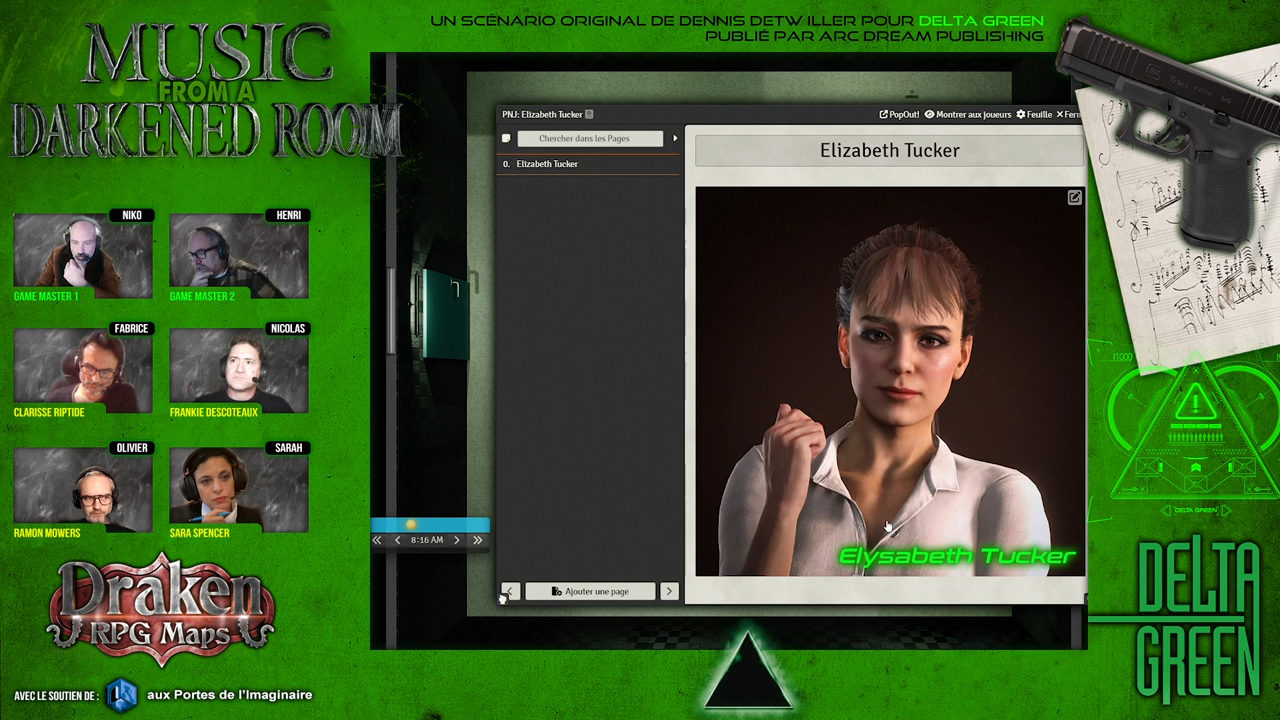 MUSIC
FROM A
DARKENED ROOM
UN SCÉNARIO ORIGINAL DE DENNIS DETWILLER POUR DELTA GREEN
PUBLIÉ PAR ARC DREAM PUBLISHING
PNJ: Elizabeth Tucker
PopOut! Montrer aux joueurs Feuille Ferm
Chercher dans les Pages
0. Elizabeth Tucker
Elizabeth Tucker
NIKO
GAME MASTER 1
HENRI
GAME MASTER 2
FABRICE
CLARISSE RIPTIDE
NICOLAS
FRANKIE DESCOTEAUX
OLIVIER
RAMON MOWERS
SARAH
SARA SPENCER
8:16 AM
Elysabeth Tucker
Ajouter une page
Draken
RPG Maps
AVEC LE SOUTIEN DE : aux Portes de l'Imaginaire
DELTA GREEN
DELTA
GREEN